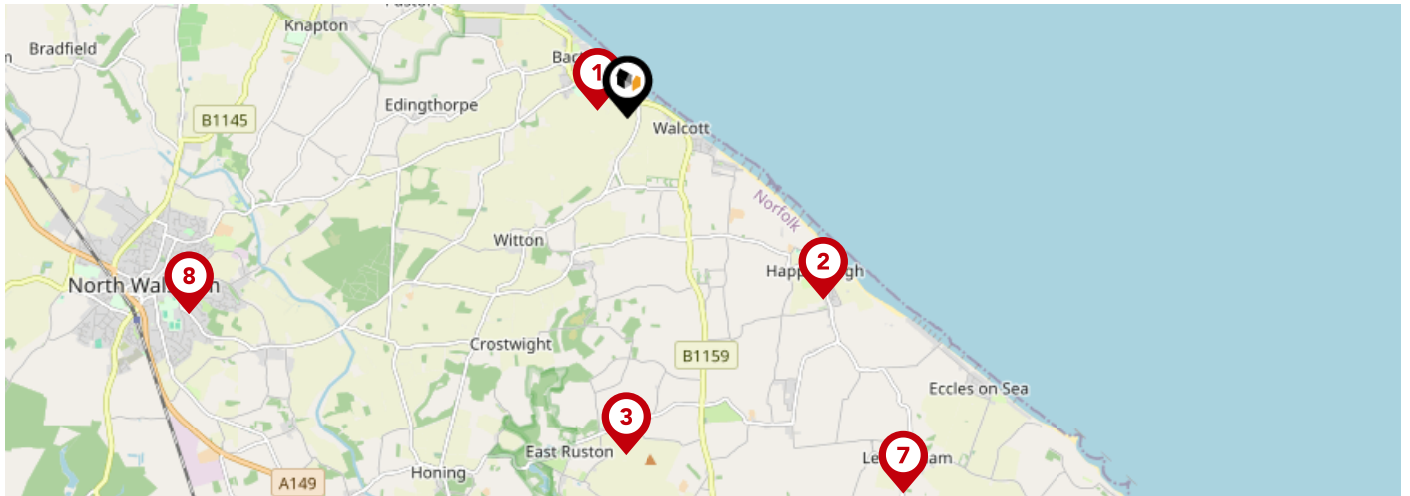 Knapton
Bradfield
Bac
1
Edingthorpe
B1145
Walcott
Norfolk
Witton
2
8
North Wal
Crostwight
B1159
Eccles on Sea
3
East Ruston
7
Honing
A149